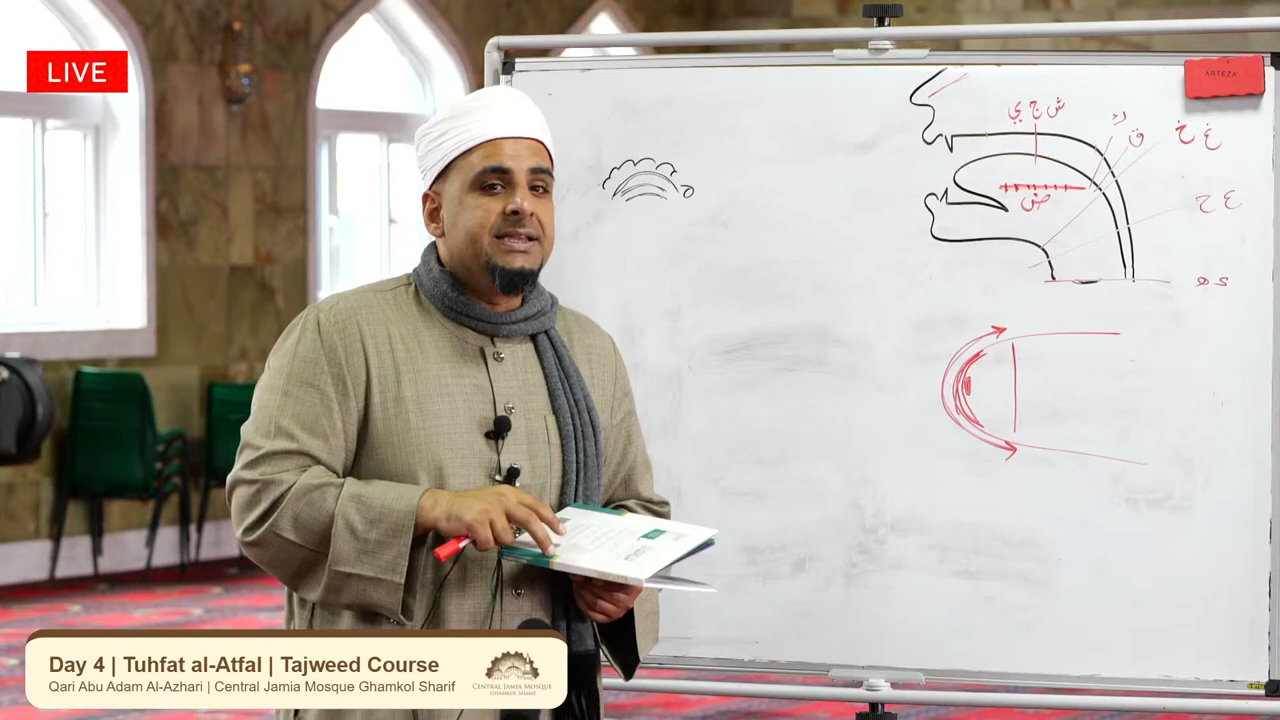 LIVE
ARTEZA
ش ج ي
ك
ق
غ خ
ض
ع ح
ء ه
Day 4 | Tuhfat al-Atfal | Tajweed Course
Qari Abu Adam Al-Azhari | Central Jamia Mosque Ghamkol Sharif
CENTRAL JAMIA MOSQUE
GHAMKOL SHARIF